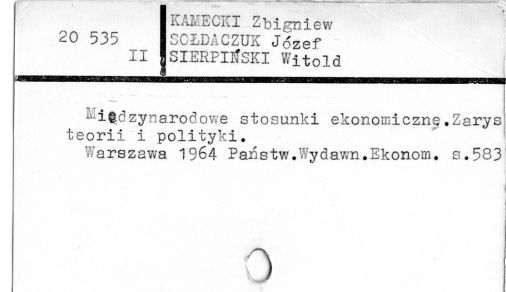 20 535
II
KAMECKI Zbigniew
SOŁDACZUK Józef
SIERPIŃSKI Witold
Międzynarodowe stosunki ekonomiczne.Zarys
teorii i polityki.
Warszawa 1964 Państw.Wydawn.Ekonom. s.583